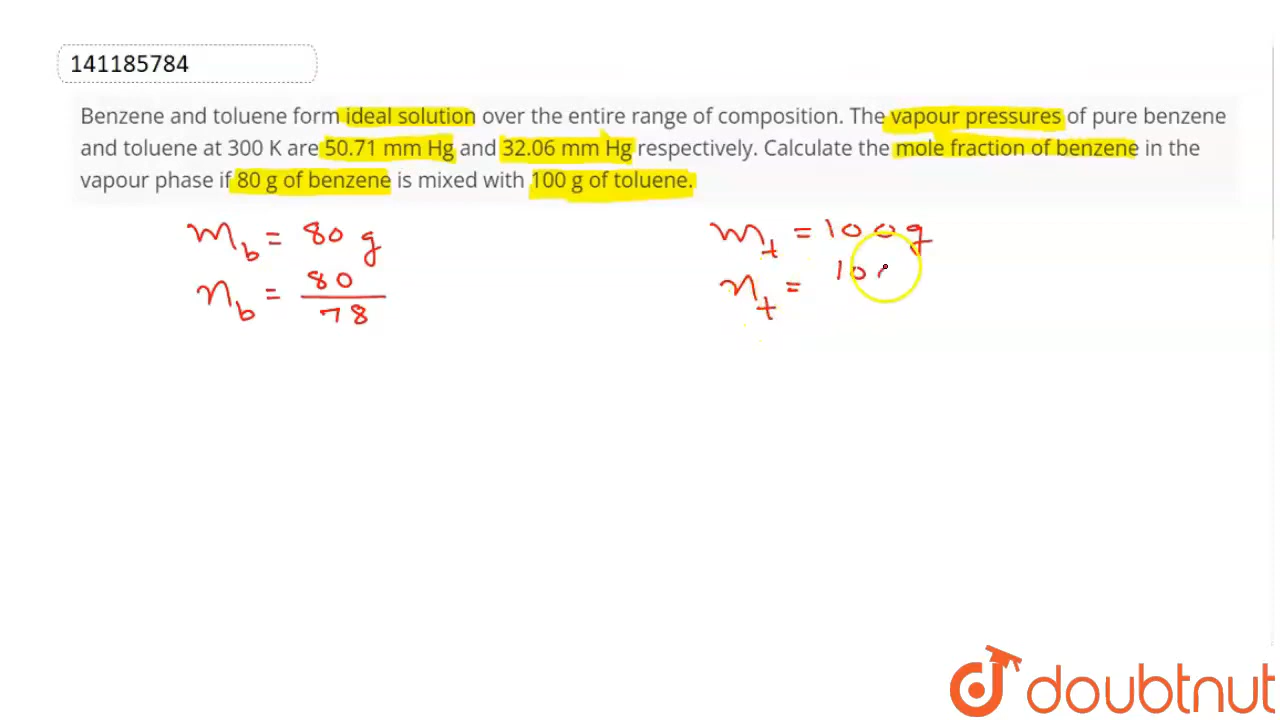 141185784
Benzene and toluene form ideal solution over the entire range of composition. The vapour pressures of pure benzene
and toluene at 300 K are 50.71 mm Hg and 32.06 mm Hg respectively. Calculate the mole fraction of benzene in the
vapour phase if 80 g of benzene is mixed with 100 g of toluene.
m_b = 80 g
m_t = 100g
n_b = 80/78
n_t = 10
doubtnut